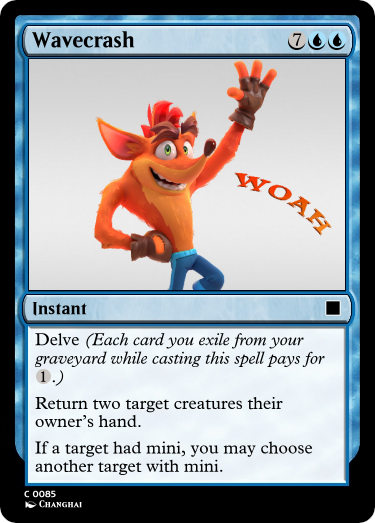 Wavecrash 7
WOAH
Instant
Delve (Each card you exile from your
graveyard while casting this spell pays for
1.)
Return two target creatures their
owner's hand.
If a target had mini, you may choose
another target with mini.
C 0085
CHANGHAI